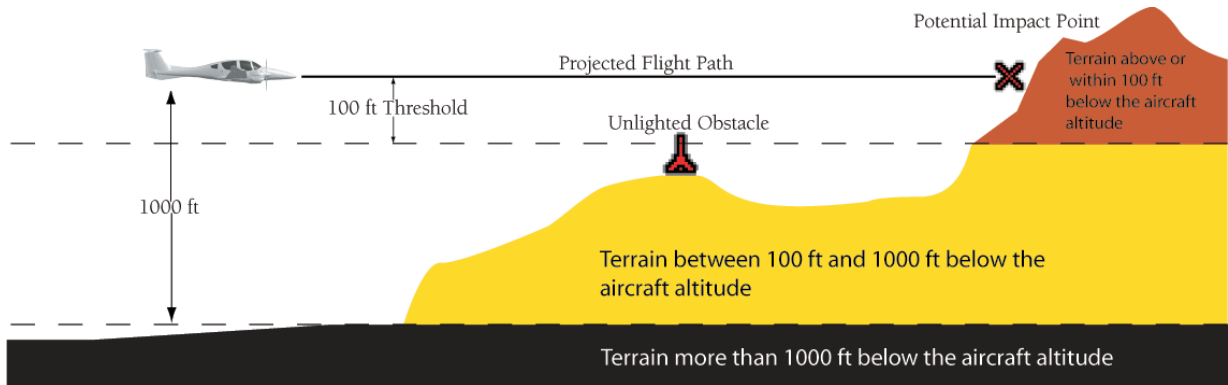 Potential Impact Point
Projected Flight Path
Terrain above or
within 100 ft
below the aircraft
altitude
100 ft Threshold
Unlighted Obstacle
1000 ft
Terrain between 100 ft and 1000 ft below the
aircraft altitude
Terrain more than 1000 ft below the aircraft altitude